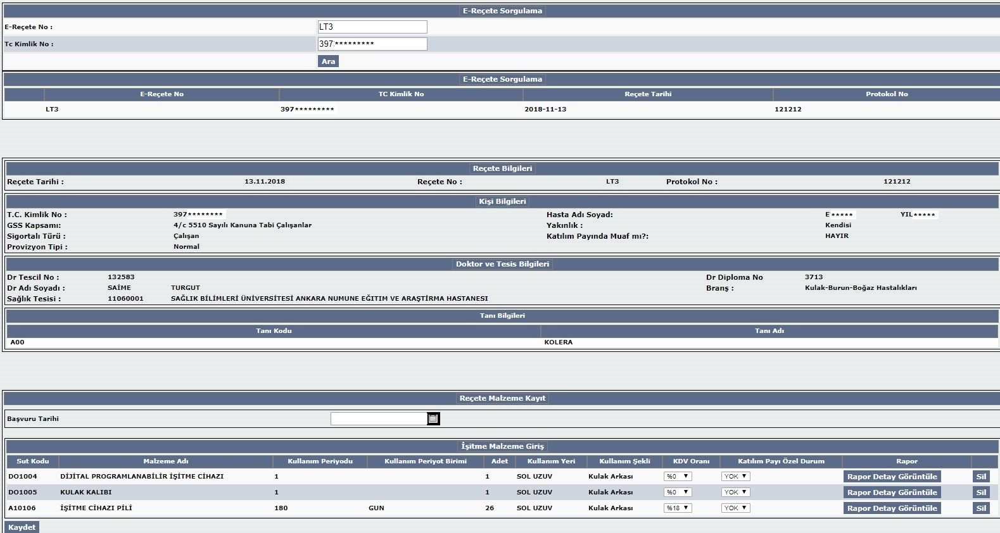 E-Reçete Sorgulama
E-Reçete No : LT3
Tc Kimlik No : 397*********
Ara
E-Reçete Sorgulama
E-Reçete No TC Kimlik No Reçete Tarihi Protokol No
LT3 397********* 2018-11-13 121212
Reçete Bilgileri
Reçete Tarihi : 13.11.2018 Reçete No : LT3 Protokol No : 121212
Kişi Bilgileri
T.C. Kimlik No : 397******** Hasta Adı Soyad: E***** YIL*****
GSS Kapsamı: 4/c 5510 Sayılı Kanuna Tabi Çalışanlar Yakınlık : Kendisi
Sigortalı Türü : Çalışan Katılım Payında Muaf mı?: HAYIR
Provizyon Tipi : Normal
Doktor ve Tesis Bilgileri
Dr Tescil No : 132583 Dr Diploma No 3713
Dr Adı Soyadı : SAİME TURGUT Branş : Kulak-Burun-Boğaz Hastalıkları
Sağlık Tesisi : 11060001 SAĞLIK BİLİMLERİ ÜNİVERSİTESİ ANKARA NUMUNE EĞITIM VE ARAŞTİRMA HASTANESI
Tanı Bilgileri
Tanı Kodu Tanı Adı
A00 KOLERA
Reçete Malzeme Kayıt
Başvuru Tarihi
İşitme Malzeme Giriş
Sut Kodu Malzeme Adı Kullanım Periyodu Kullanım Periyot Birimi Adet Kullanım Yeri Kullanım Şekli KDV Oranı Katılım Payı Özel Durum Rapor
DO1004 DİJİTAL PROGRAMLANABİLİR İŞİTME CİHAZI 1 1 SOL UZUV Kulak Arkası %0 YOK Rapor Detay Görüntüle Sil
DO1005 KULAK KALIBI 1 1 SOL UZUV Kulak Arkası %0 YOK Rapor Detay Görüntüle Sil
A10106 İŞİTME CİHAZI PİLİ 180 GUN 26 SOL UZUV Kulak Arkası %18 YOK Rapor Detay Görüntüle Sil
Kaydet